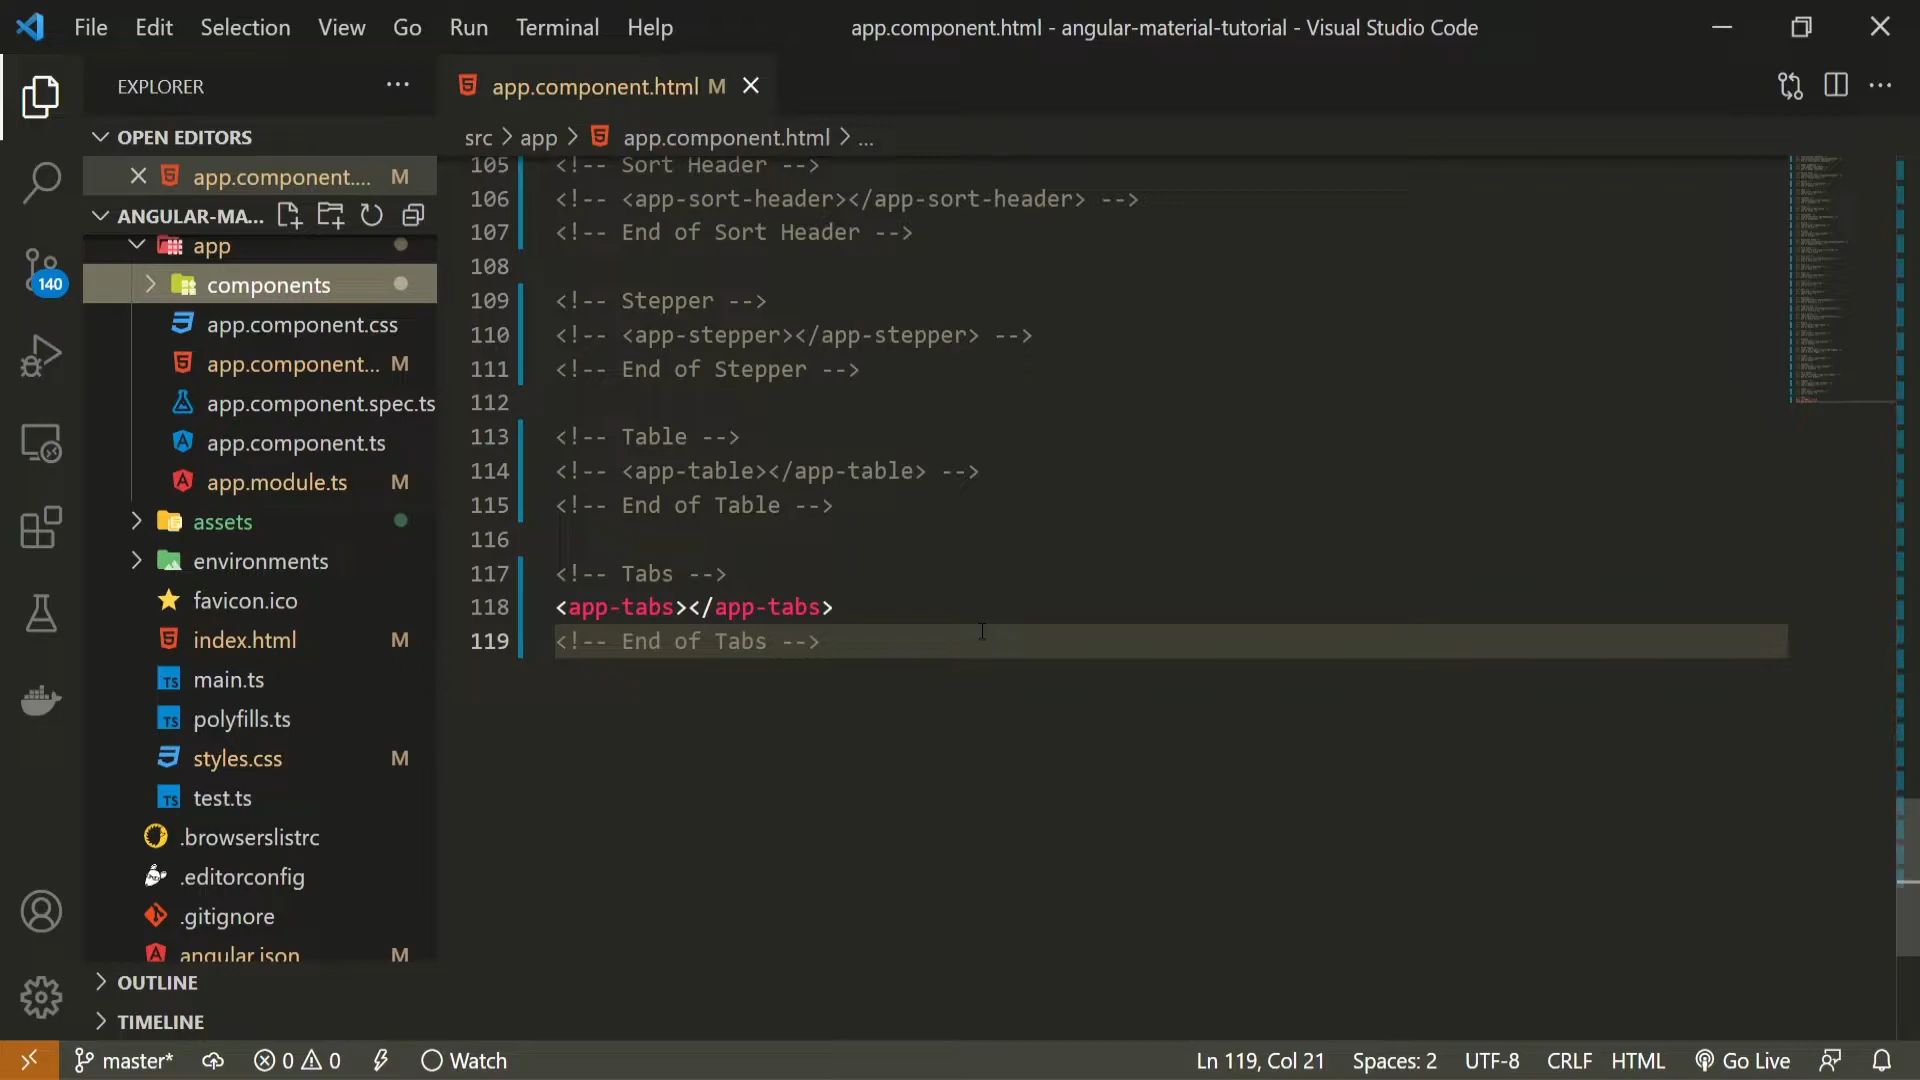 File Edit Selection View Go Run Terminal Help
app.component.html - angular-material-tutorial - Visual Studio Code
EXPLORER
OPEN EDITORS
app.component.... M
ANGULAR-MA...
app
components
app.component.css
app.component... M
app.component.spec.ts
app.component.ts
app.module.ts M
assets
environments
favicon.ico
index.html M
main.ts
polyfills.ts
styles.css M
test.ts
.browserslistrc
.editorconfig
.gitignore
angular.json M
OUTLINE
TIMELINE
140
app.component.html M
src > app > app.component.html > ...
105 <!-- Sort Header -->
106 <!-- <app-sort-header></app-sort-header> -->
107 <!-- End of Sort Header -->
108
109 <!-- Stepper -->
110 <!-- <app-stepper></app-stepper> -->
111 <!-- End of Stepper -->
112
113 <!-- Table -->
114 <!-- <app-table></app-table> -->
115 <!-- End of Table -->
116
117 <!-- Tabs -->
118 <app-tabs></app-tabs>
119 <!-- End of Tabs -->
master* 0 0 Watch Ln 119, Col 21 Spaces: 2 UTF-8 CRLF HTML Go Live